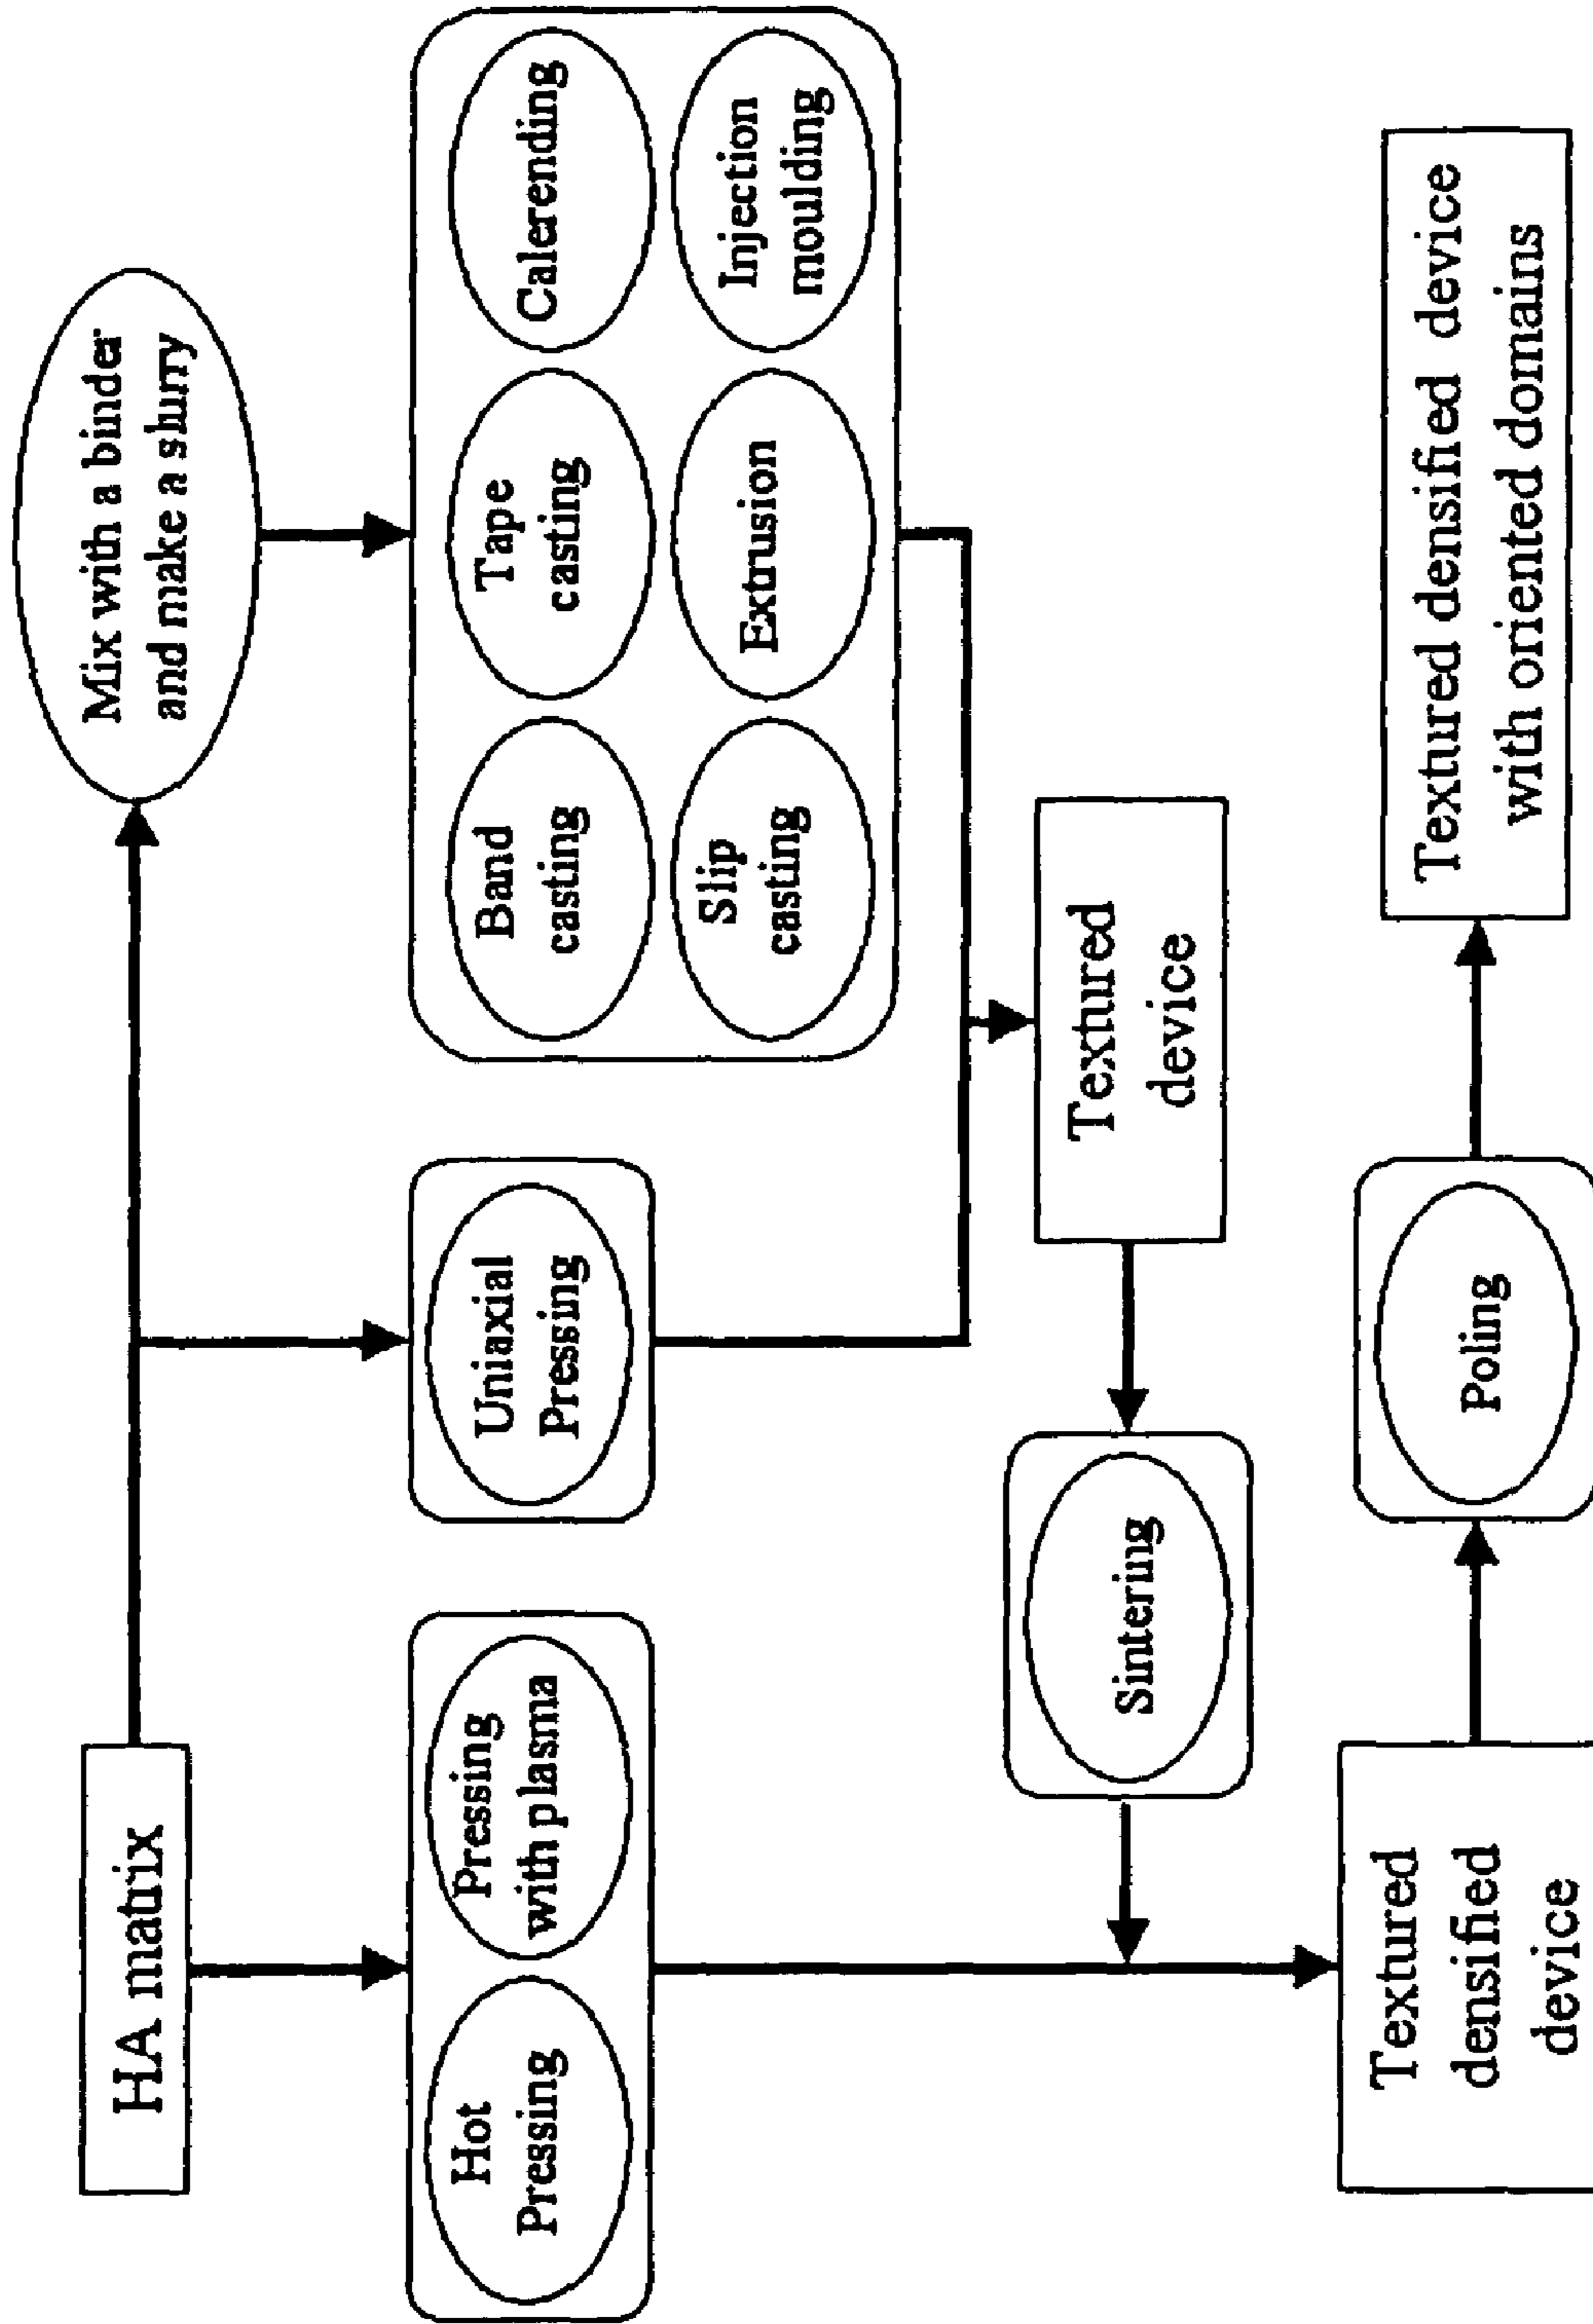 HA matrix
Mix with a binder
and make a slurry
Hot
Pressing
Pressing
with plasma
Uniaxial
Pressing
Band
casting
Tape
casting
Calerending
Slip
casting
Extrusion
Injection
moulding
Textured
device
Sintering
Textured
densified
device
Poling
Textured densified device
with oriented domains